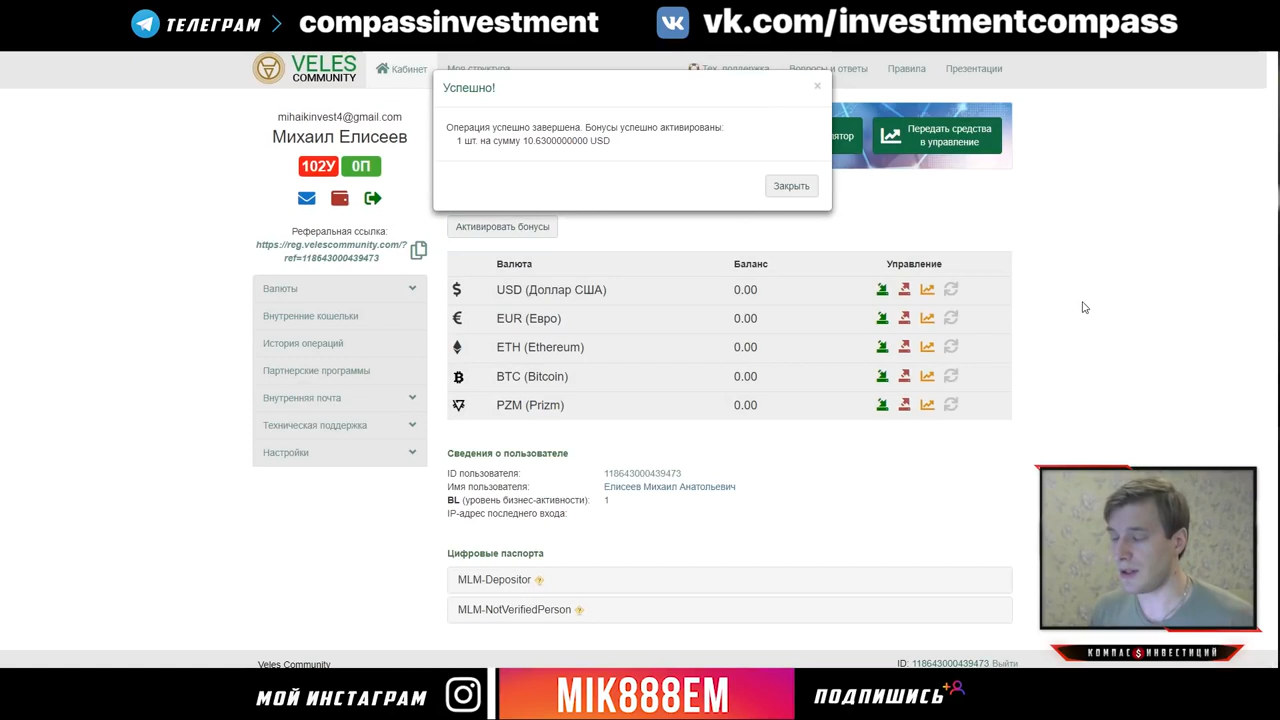 ТЕЛЕГРАМ
compassinvestment
vk.com/investmentcompass
VELES
COMMUNITY
Кабинет
Моя структура
Тех. поддержка
Вопросы и ответы
Правила
Презентации
Успешно!
×
Операция успешно завершена. Бонусы успешно активированы:
1 шт. на сумму 10.6300000000 USD
Закрыть
mihaikinvest4@gmail.com
Михаил Елисеев
102У
0П
Реферальная ссылка:
https://reg.velescommunity.com/?
ref=118643000439473
Передать средства
в управление
Активировать бонусы
Валюты
Внутренние кошельки
История операций
Партнерские программы
Внутренняя почта
Техническая поддержка
Настройки
Валюта Баланс Управление
$ USD (Доллар США) 0.00
€ EUR (Евро) 0.00
ETH (Ethereum) 0.00
BTC (Bitcoin) 0.00
PZM (Prizm) 0.00
Сведения о пользователе
ID пользователя: 118643000439473
Имя пользователя: Елисеев Михаил Анатольевич
BL (уровень бизнес-активности): 1
IP-адрес последнего входа:
Цифровые паспорта
MLM-Depositor
MLM-NotVerifiedPerson
КОМПАС $ ИНВЕСТИЦИЙ
Veles Community
ID: 118643000439473 Выйти
МОЙ ИНСТАГРАМ
MIK888EM
ПОДПИШИСЬ